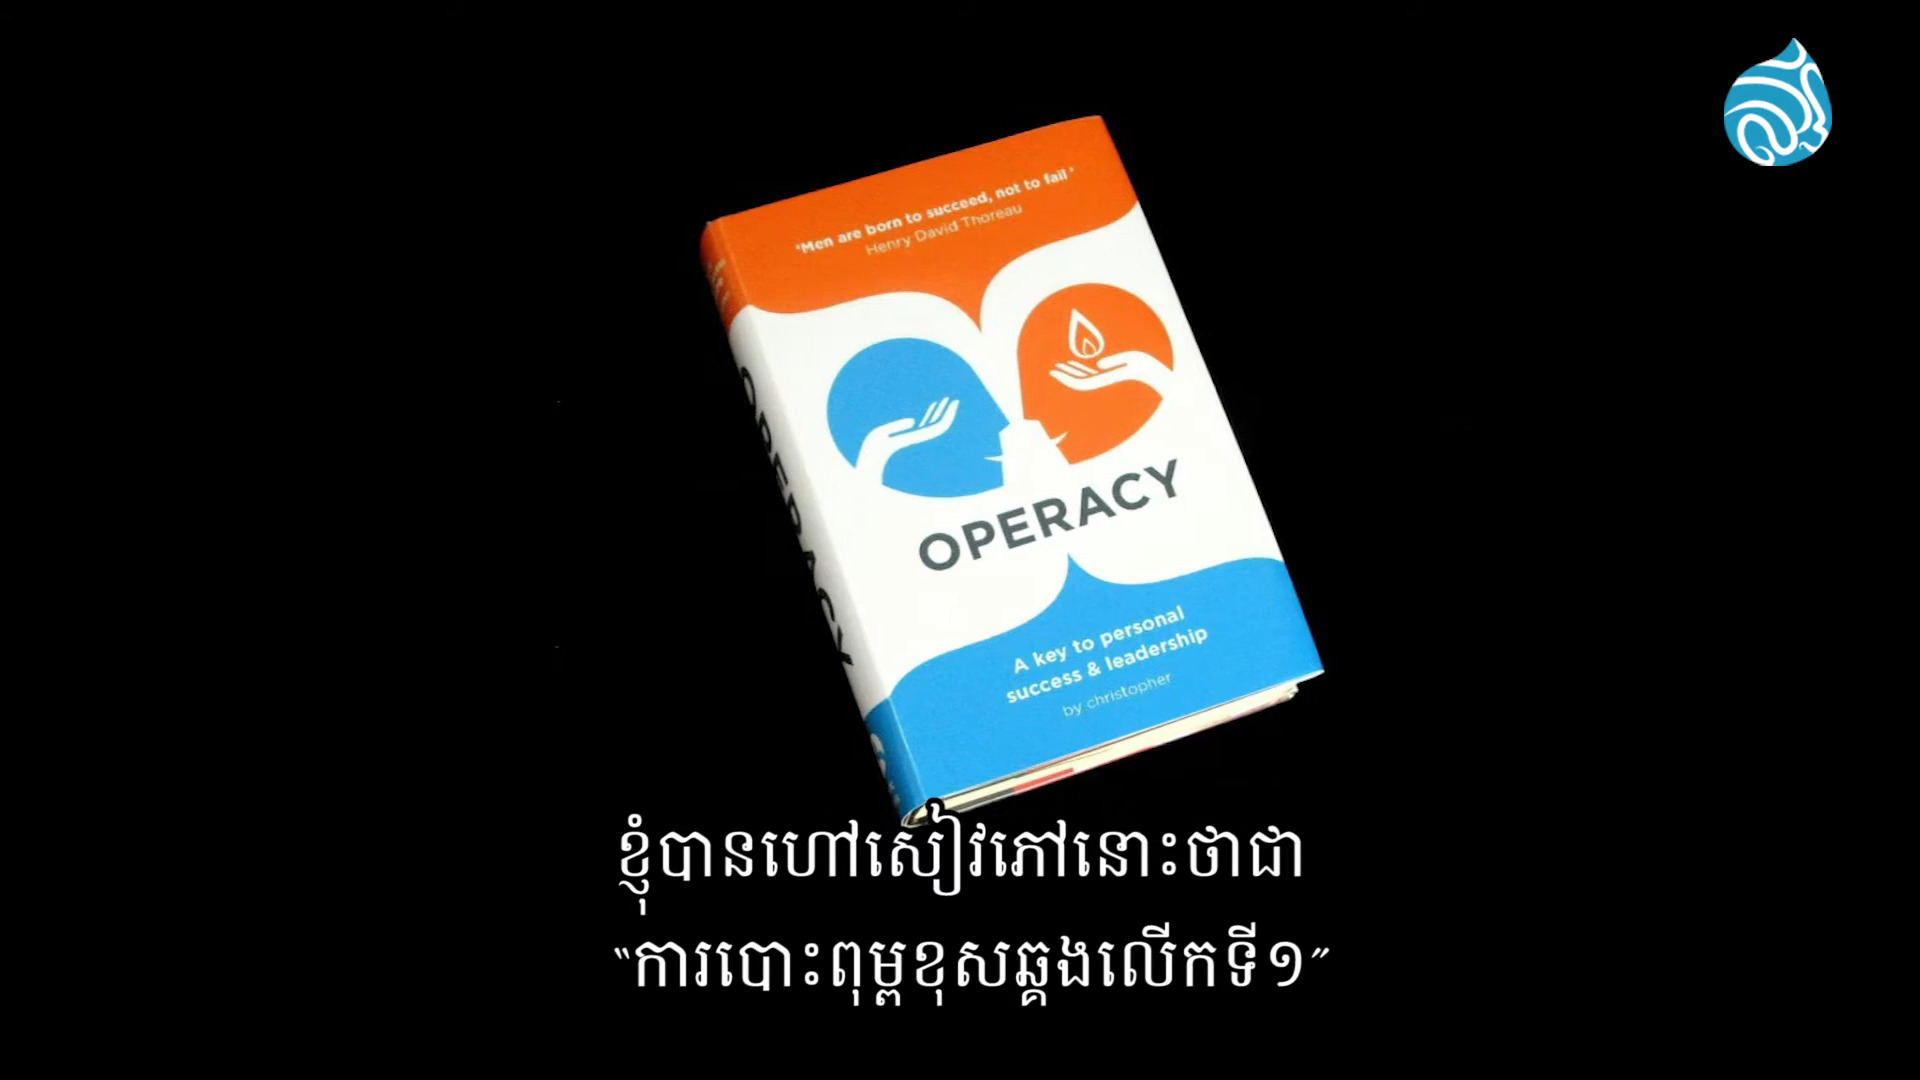 'Men are born to succeed, not to fail'
Henry David Thoreau
OPERACY
OPERACY
A key to personal
success & leadership
by christopher
ខ្ញុំបានហៅសៀវភៅនោះថាជា
“ការបោះពុម្ពខុសឆ្គងលើកទី១”